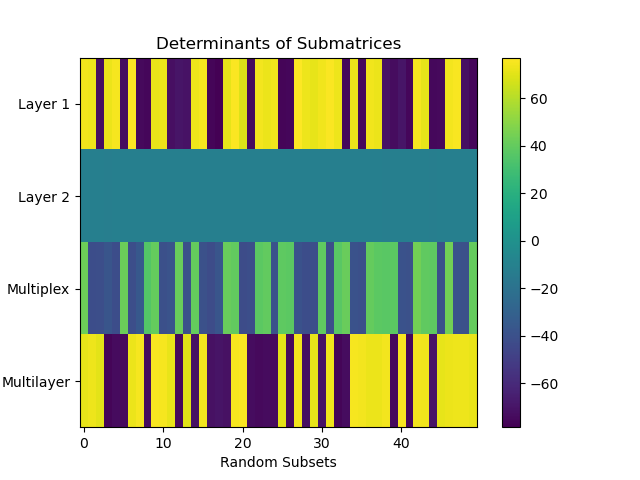 Determinants of Submatrices
Layer 1
Layer 2
Multiplex
Multilayer
0 10 20 30 40
Random Subsets
60
40
20
0
−20
−40
−60